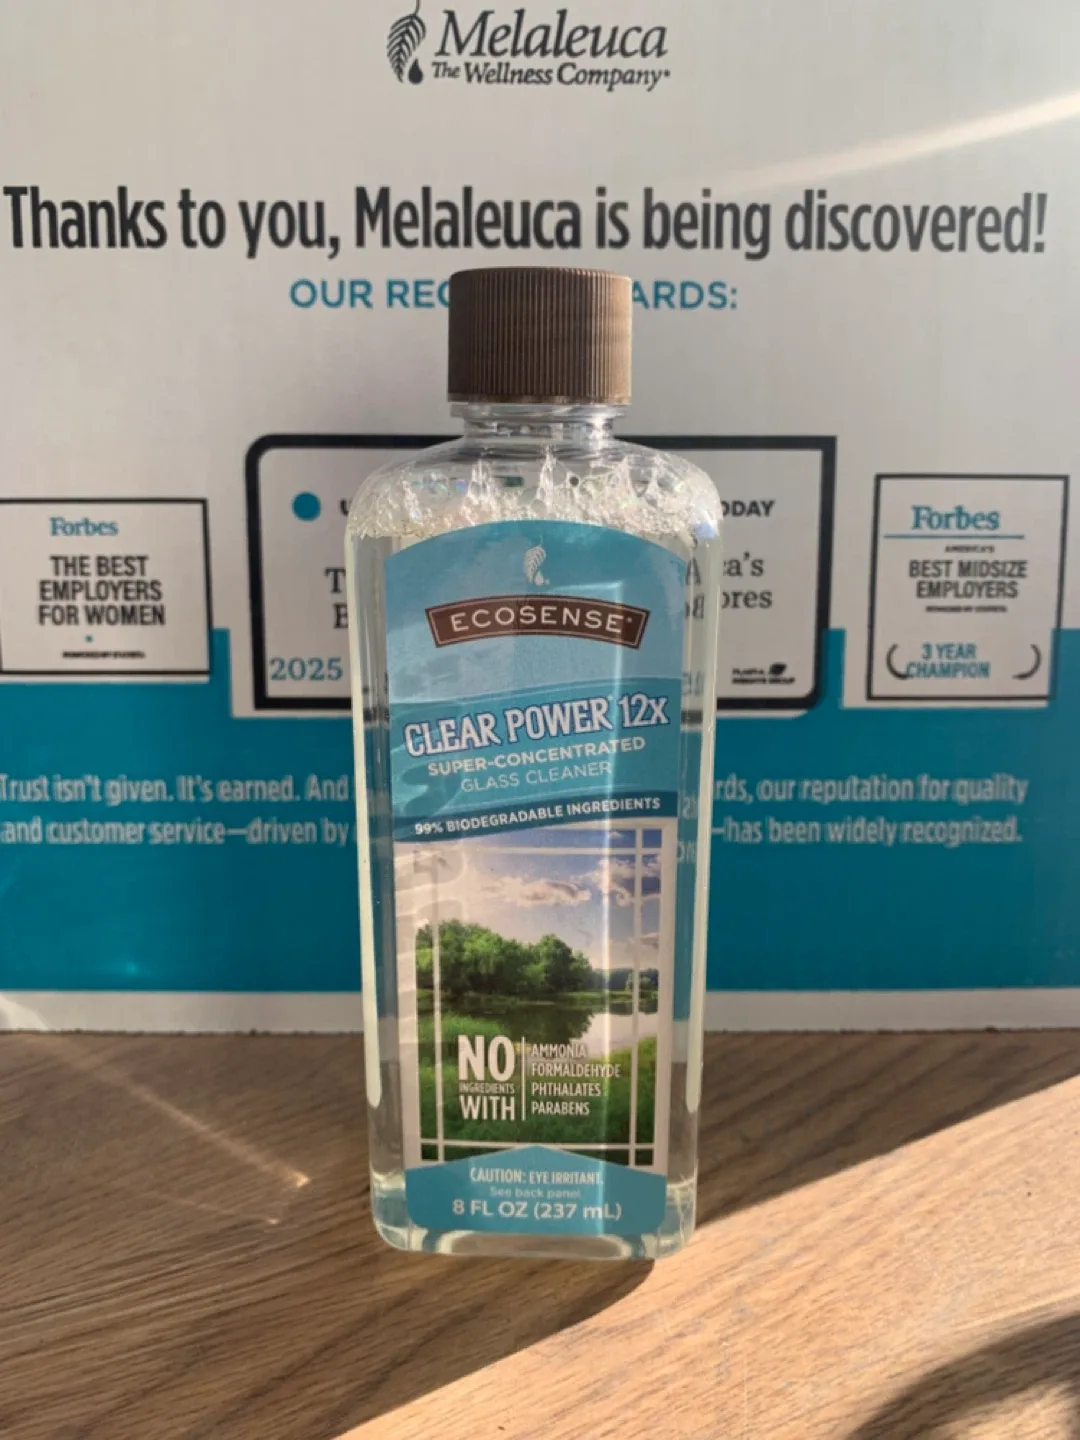 Melaleuca
The Wellness Company
Thanks to you, Melaleuca is being discovered!
OUR REC ARDS:
Forbes
THE BEST
EMPLOYERS
FOR WOMEN
2025
ODAY
a's
ores
Forbes
AMERICA'S
BEST MIDSIZE
EMPLOYERS
3 YEAR
CHAMPION
Trust isn't given. It's earned. And rds, our reputation for quality
and customer service—driven by —has been widely recognized.
ECOSENSE®
CLEAR POWER® 12x
SUPER-CONCENTRATED
GLASS CLEANER
99% BIODEGRADABLE INGREDIENTS
NO
INGREDIENTS
WITH
AMMONIA
FORMALDEHYDE
PHTHALATES
PARABENS
CAUTION: EYE IRRITANT.
See back panel.
8 FL OZ (237 mL)